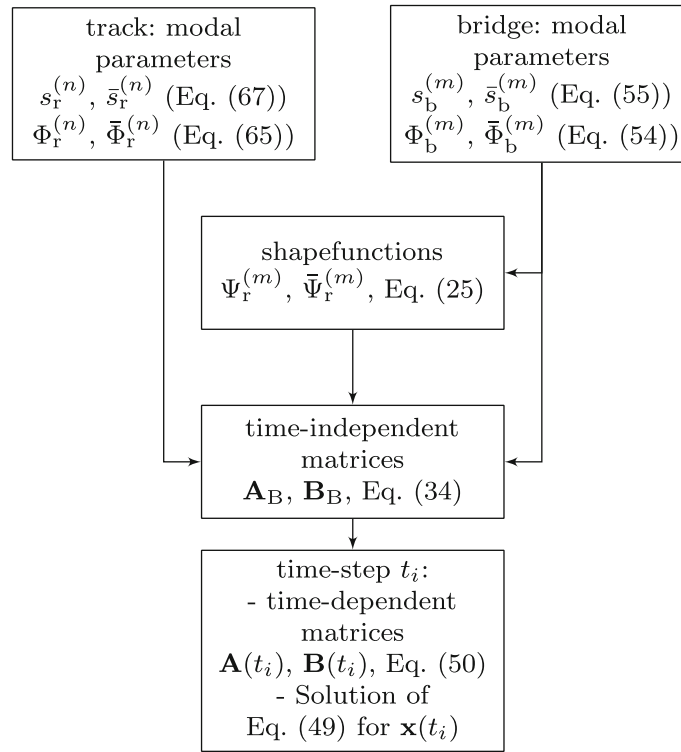 track: modal
parameters
s_r^(n), s̄_r^(n) (Eq. (67))
Φ_r^(n), Φ̄_r^(n) (Eq. (65))
bridge: modal
parameters
s_b^(m), s̄_b^(m) (Eq. (55))
Φ_b^(m), Φ̄_b^(m) (Eq. (54))
shapefunctions
Ψ_r^(m), Ψ̄_r^(m), Eq. (25)
time-independent
matrices
A_B, B_B, Eq. (34)
time-step t_i:
- time-dependent
matrices
A(t_i), B(t_i), Eq. (50)
- Solution of
Eq. (49) for x(t_i)